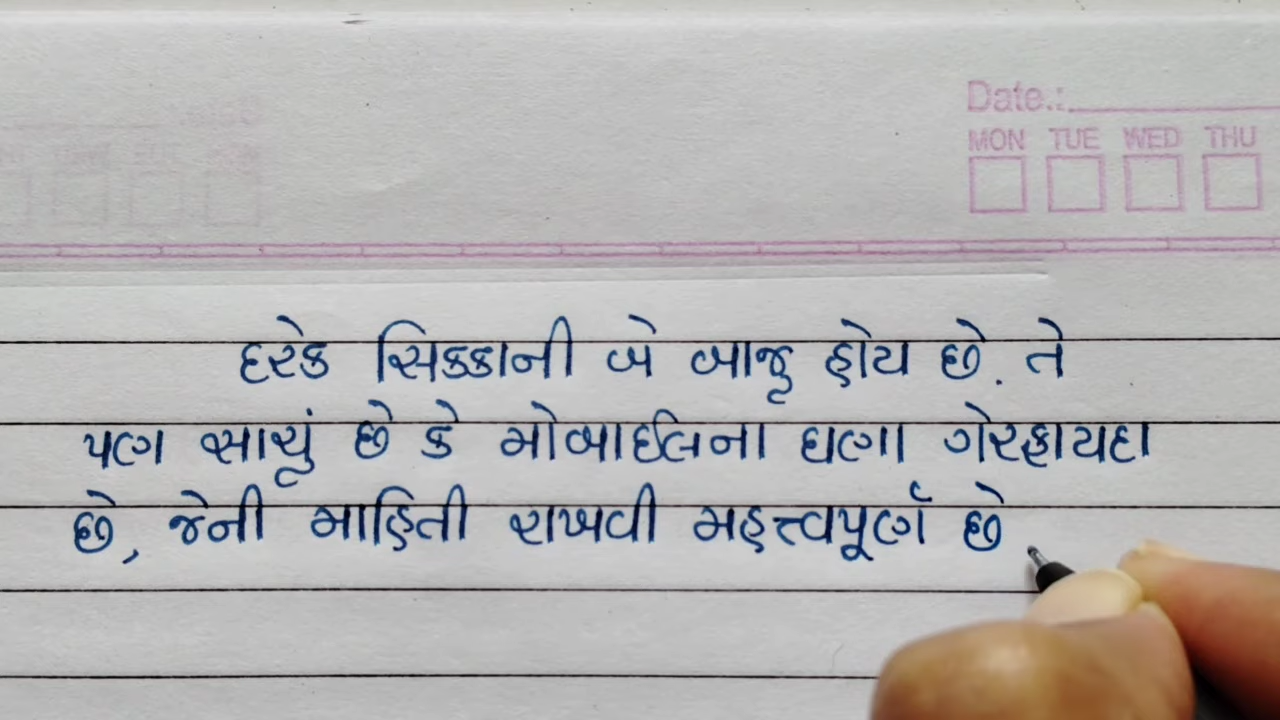 Date.:
MON TUE WED THU
દરેક સિક્કાની બે બાજુ હોય છે. તે
પણ સાચું છે કે મોબાઈલના ઘણા ગેરફાયદા
છે, જેની માહિતી રાખવી મહત્ત્વપૂર્ણ છે